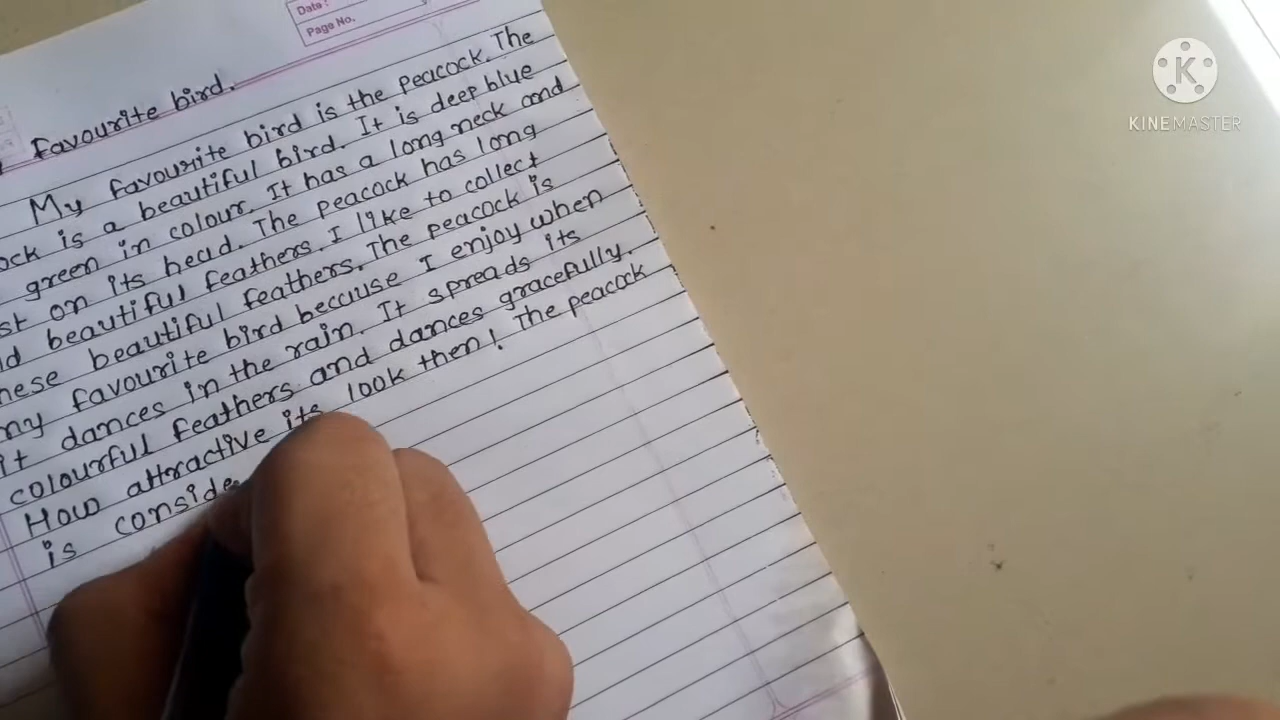 Date:
Page No.
Favourite bird.
My favourite bird is the peacock. The
ock is a beautiful bird. It is deep blue
green in colour. It has a long neck and
st on its head. The peacock has long
d beautiful feathers. I like to collect
hese beautiful feathers. The peacock is
my favourite bird because I enjoy when
it dances in the rain. It spreads its
colourful feathers and dances gracefully.
How attractive its look then! The peacock
is conside
KINEMASTER